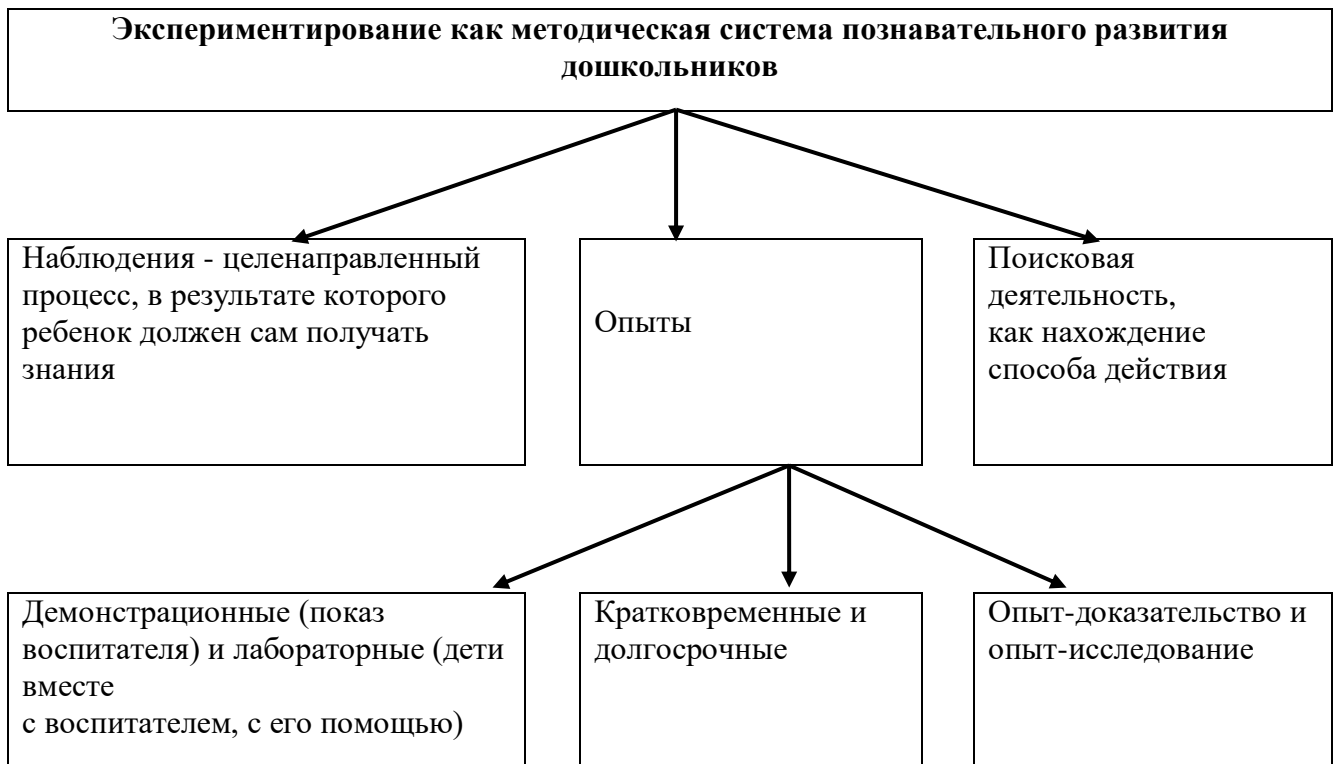 Экспериментирование как методическая система познавательного развития
дошкольников
Наблюдения - целенаправленный
процесс, в результате которого
ребенок должен сам получать
знания
Опыты
Поисковая
деятельность,
как нахождение
способа действия
Демонстрационные (показ
воспитателя) и лабораторные (дети
вместе
с воспитателем, с его помощью)
Кратковременные и
долгосрочные
Опыт-доказательство и
опыт-исследование